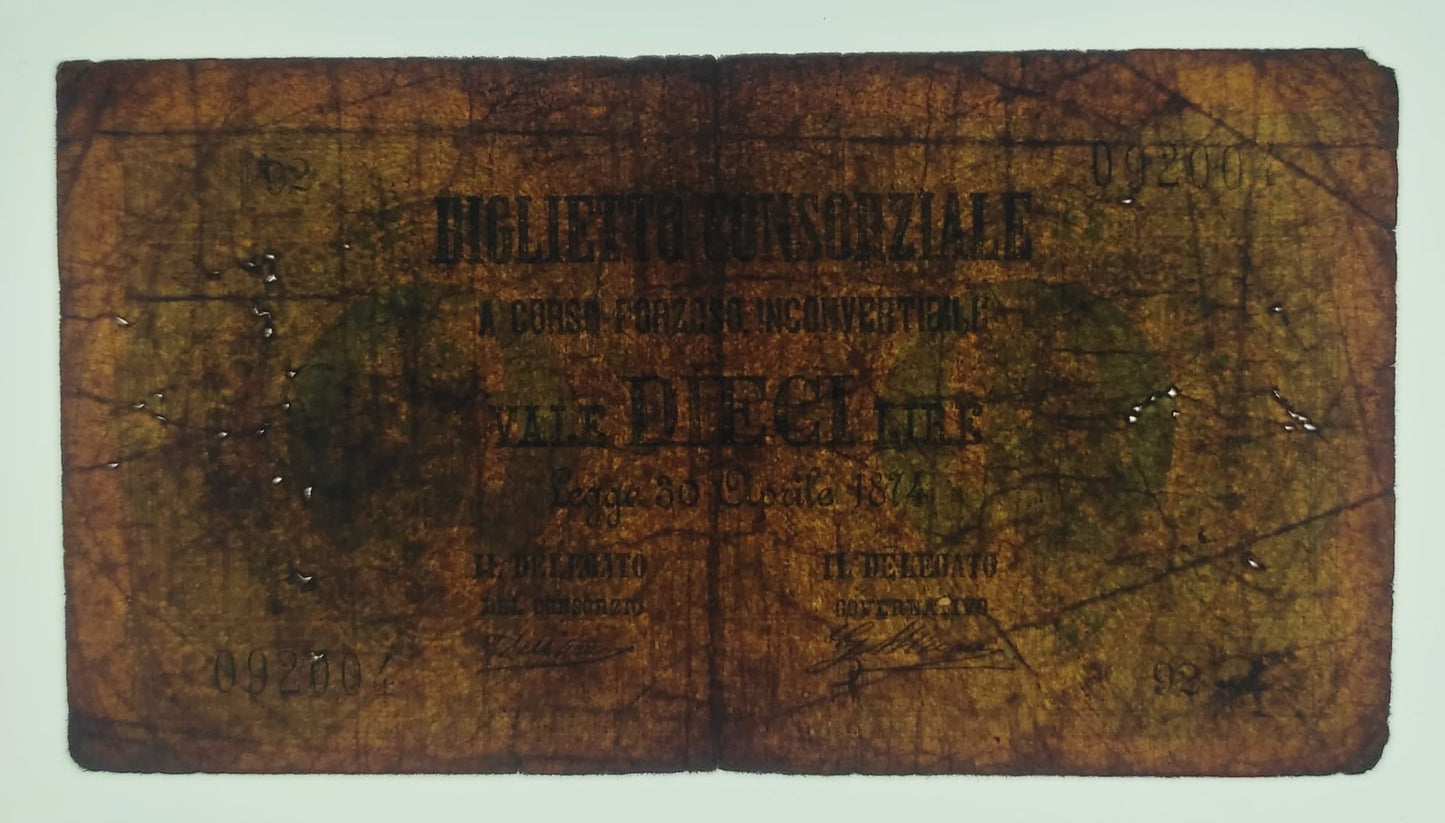 92 092004
BIGLIETTO CONSORZIALE
A CORSO FORZOSO, INCONVERTIBILE
VALE DIECI LIRE
Legge 30 Aprile 1874
IL DELEGATO IL DELEGATO
DEL CONSORZIO GOVERNATIVO
092004 92